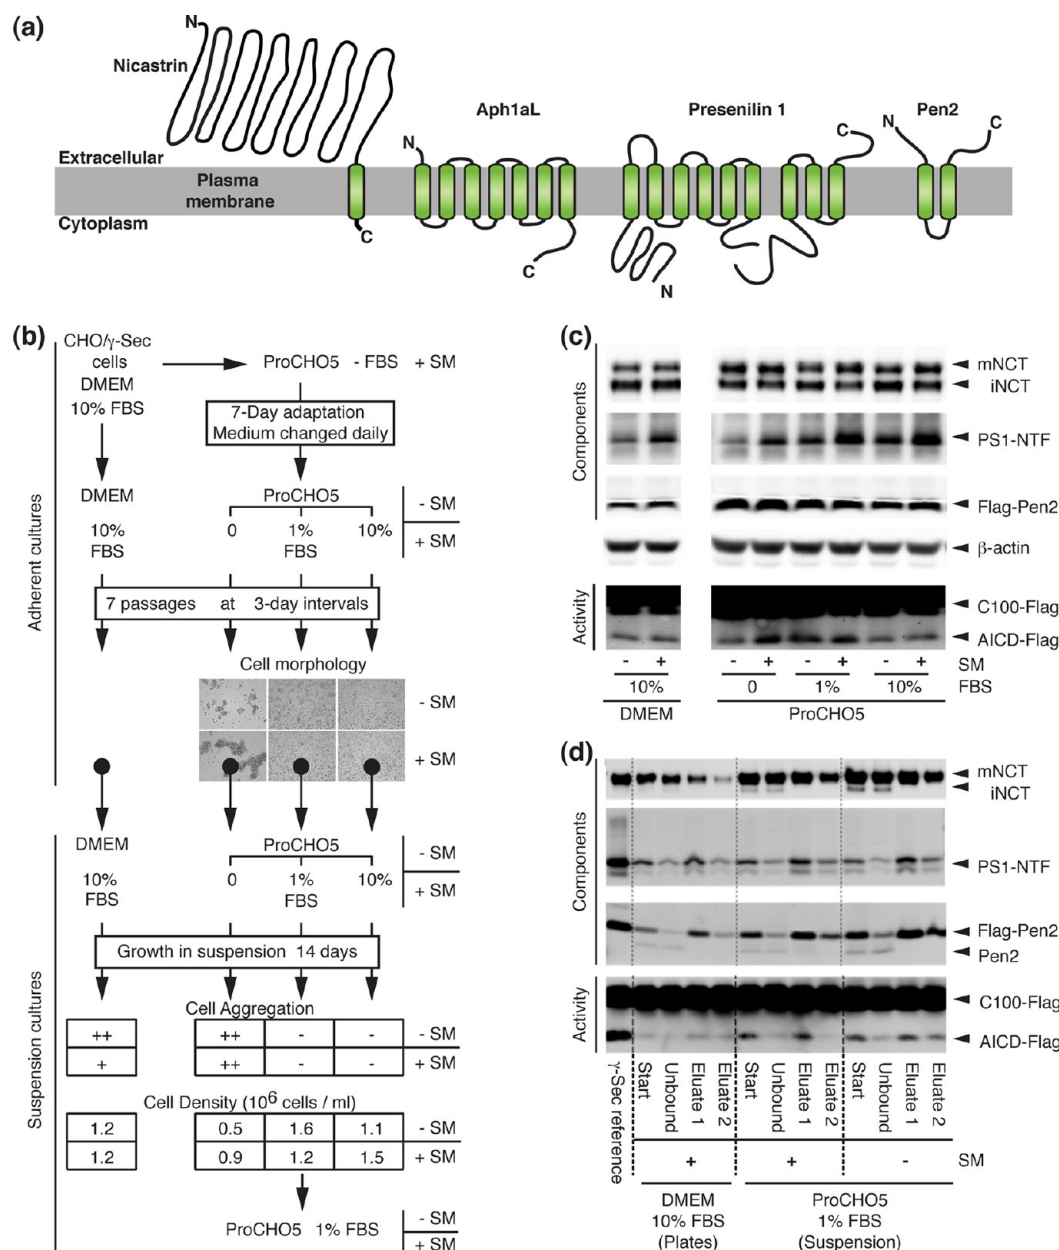 (a)
N
Nicastrin
Aph1aL
Presenilin 1
Pen2
N
C
N
C
Extracellular
Plasma
membrane
Cytoplasm
C
C
N
(b)
CHO/γ-Sec
cells
DMEM
10% FBS
ProCHO5 - FBS + SM
7-Day adaptation
Medium changed daily
DMEM
ProCHO5
- SM
10%
FBS
0
1%
FBS
10%
+ SM
7 passages at 3-day intervals
Adherent cultures
Cell morphology
- SM
+ SM
DMEM
ProCHO5
- SM
10%
FBS
0
1%
FBS
10%
+ SM
Growth in suspension 14 days
Suspension cultures
Cell Aggregation
++ ++ - - - SM
+ ++ - - + SM
Cell Density (10⁶ cells / ml)
1.2 0.5 1.6 1.1 - SM
1.2 0.9 1.2 1.5 + SM
ProCHO5 1% FBS
- SM
+ SM
(c)
Components
mNCT
iNCT
PS1-NTF
Flag-Pen2
β-actin
Activity
C100-Flag
AICD-Flag
- + - + - + - + SM
10% 0 1% 10% FBS
DMEM ProCHO5
(d)
Components
mNCT
iNCT
PS1-NTF
Flag-Pen2
Pen2
Activity
C100-Flag
AICD-Flag
γ-Sec reference
Start
Unbound
Eluate 1
Eluate 2
Start
Unbound
Eluate 1
Eluate 2
Start
Unbound
Eluate 1
Eluate 2
+ + - SM
DMEM
10% FBS
(Plates)
ProCHO5
1% FBS
(Suspension)